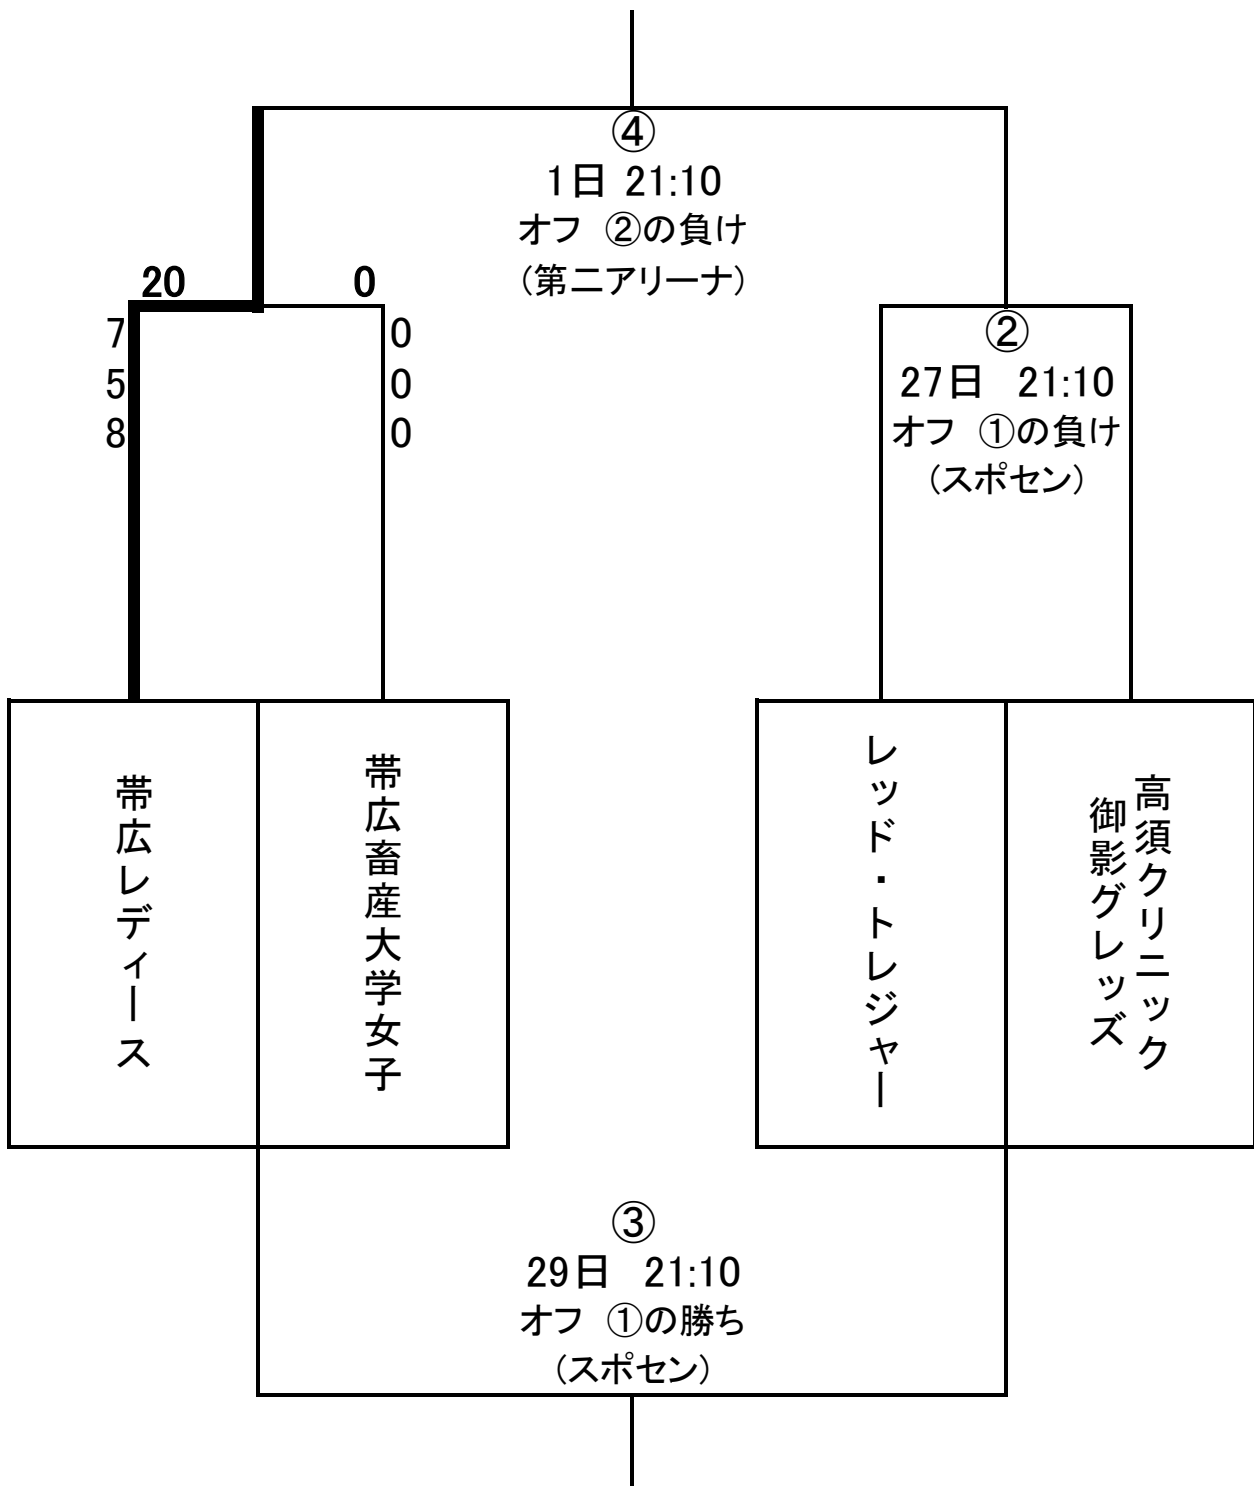 ④
1日 21:10
オフ ②の負け
(第二アリーナ)
20 0
7 0
5 0
8 0
②
27日 21:10
オフ ①の負け
(スポセン)
帯広レディース
帯広畜産大学女子
レッド・トレジャー
高須クリニック
御影グレッズ
③
29日 21:10
オフ ①の勝ち
(スポセン)